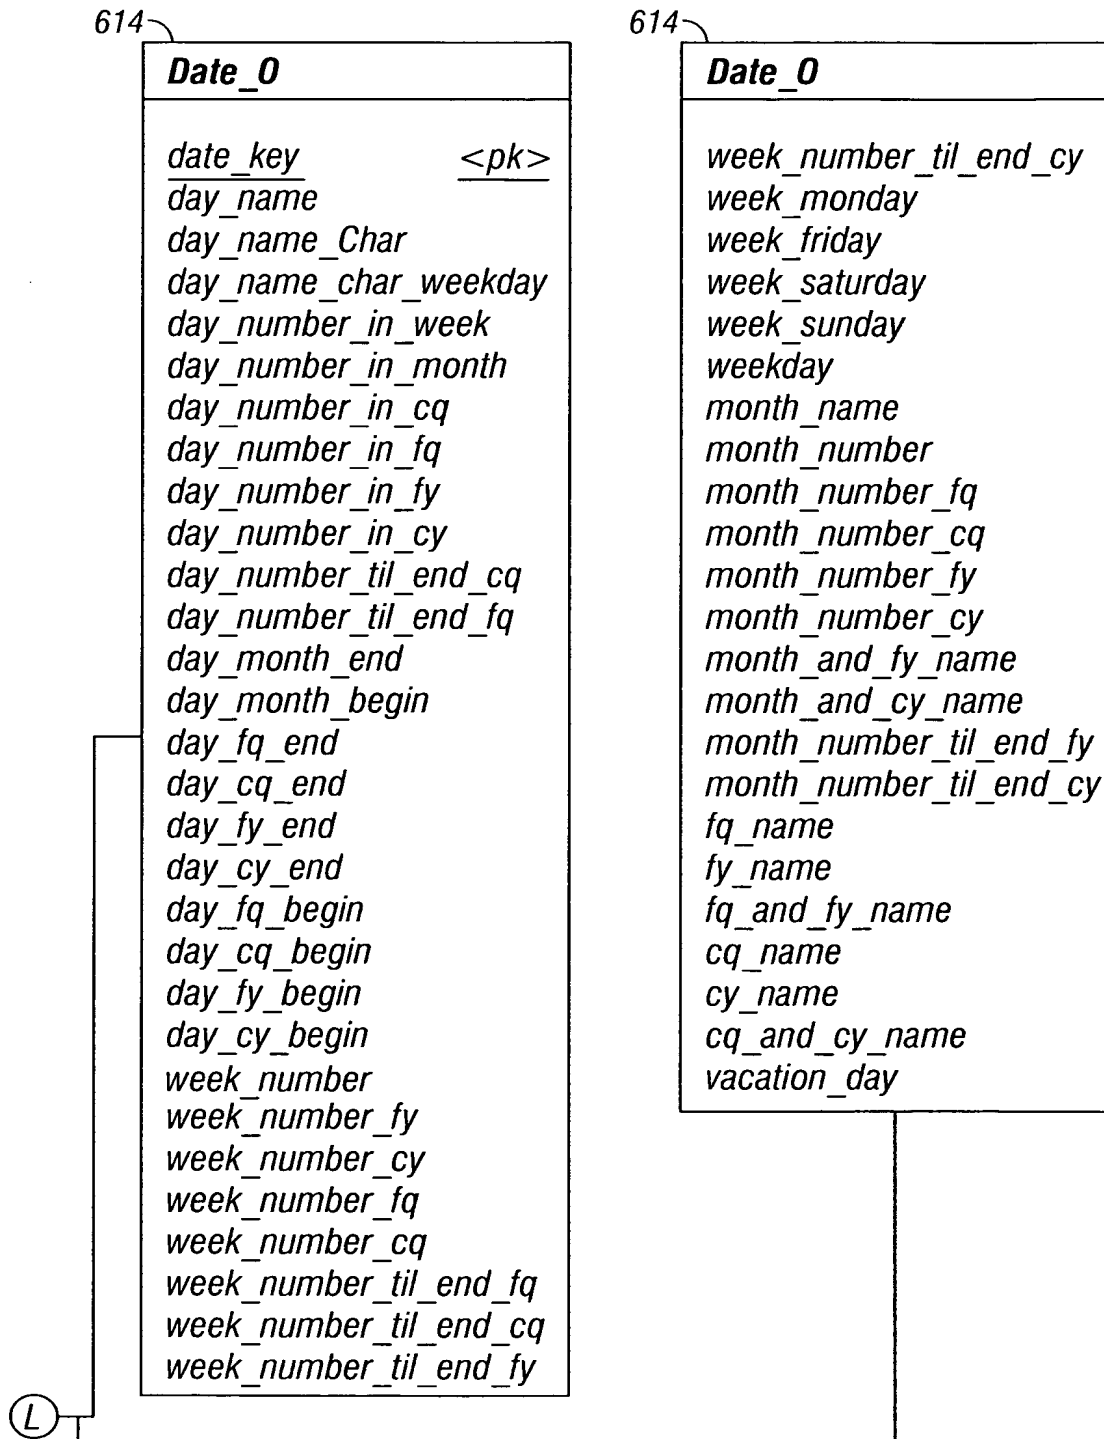 614
Date_0
date_key <pk>
day_name
day_name_Char
day_name_char_weekday
day_number_in_week
day_number_in_month
day_number_in_cq
day_number_in_fq
day_number_in_fy
day_number_in_cy
day_number_til_end_cq
day_number_til_end_fq
day_month_end
day_month_begin
day_fq_end
day_cq_end
day_fy_end
day_cy_end
day_fq_begin
day_cq_begin
day_fy_begin
day_cy_begin
week_number
week_number_fy
week_number_cy
week_number_fq
week_number_cq
week_number_til_end_fq
week_number_til_end_cq
week_number_til_end_fy
L
614
Date_0
week_number_til_end_cy
week_monday
week_friday
week_saturday
week_sunday
weekday
month_name
month_number
month_number_fq
month_number_cq
month_number_fy
month_number_cy
month_and_fy_name
month_and_cy_name
month_number_til_end_fy
month_number_til_end_cy
fq_name
fy_name
fq_and_fy_name
cq_name
cy_name
cq_and_cy_name
vacation_day